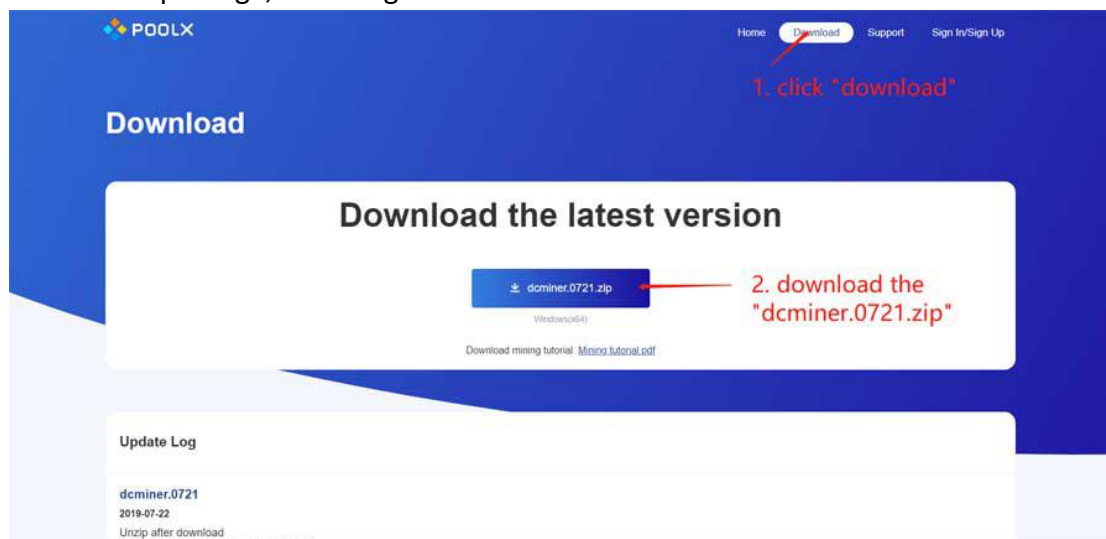 POOLX
Home Download Support Sign In/Sign Up
1. click "download"
Download
Download the latest version
dcminer.0721.zip
2. download the
"dcminer.0721.zip"
Windows(x64)
Download mining tutorial. Mining tutorial.pdf
Update Log
dcminer.0721
2019-07-22
Unzip after download